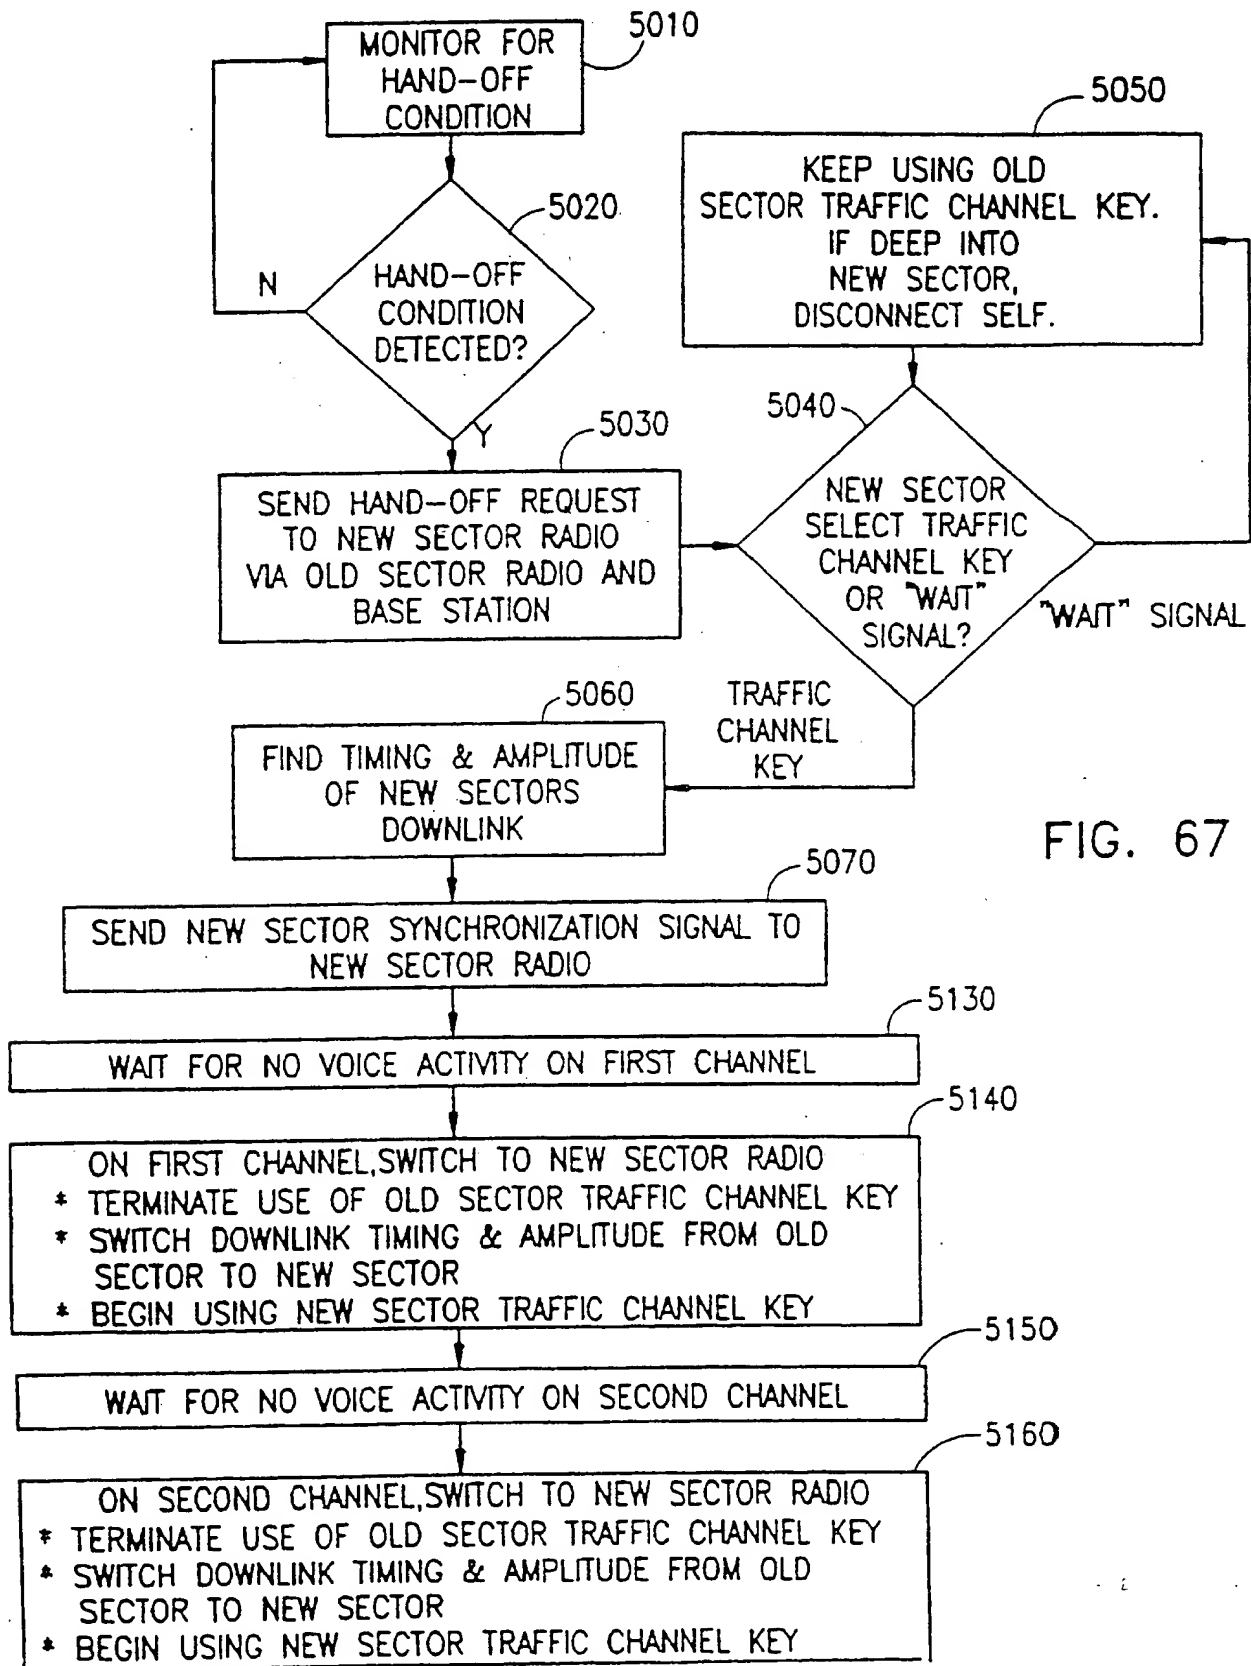 MONITOR FOR
HAND-OFF
CONDITION
5010
HAND-OFF
CONDITION
DETECTED?
5020
N
Y
SEND HAND-OFF REQUEST
TO NEW SECTOR RADIO
VIA OLD SECTOR RADIO AND
BASE STATION
5030
KEEP USING OLD
SECTOR TRAFFIC CHANNEL KEY.
IF DEEP INTO
NEW SECTOR,
DISCONNECT SELF.
5050
5040
NEW SECTOR
SELECT TRAFFIC
CHANNEL KEY
OR "WAIT"
SIGNAL?
"WAIT" SIGNAL
TRAFFIC
CHANNEL
KEY
5060
FIND TIMING & AMPLITUDE
OF NEW SECTORS
DOWNLINK
FIG. 67
5070
SEND NEW SECTOR SYNCHRONIZATION SIGNAL TO
NEW SECTOR RADIO
5130
WAIT FOR NO VOICE ACTIVITY ON FIRST CHANNEL
5140
ON FIRST CHANNEL,SWITCH TO NEW SECTOR RADIO
* TERMINATE USE OF OLD SECTOR TRAFFIC CHANNEL KEY
* SWITCH DOWNLINK TIMING & AMPLITUDE FROM OLD
SECTOR TO NEW SECTOR
* BEGIN USING NEW SECTOR TRAFFIC CHANNEL KEY
5150
WAIT FOR NO VOICE ACTIVITY ON SECOND CHANNEL
5160
ON SECOND CHANNEL,SWITCH TO NEW SECTOR RADIO
* TERMINATE USE OF OLD SECTOR TRAFFIC CHANNEL KEY
* SWITCH DOWNLINK TIMING & AMPLITUDE FROM OLD
SECTOR TO NEW SECTOR
* BEGIN USING NEW SECTOR TRAFFIC CHANNEL KEY